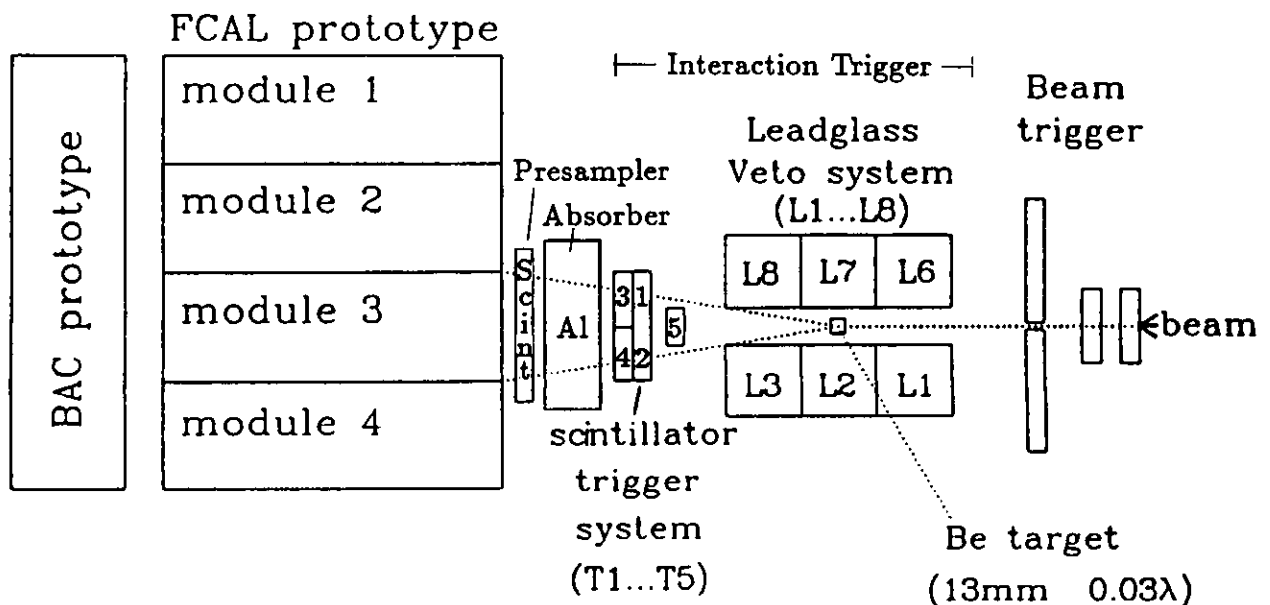 FCAL prototype
BAC prototype
module 1
module 2
module 3
module 4
Presampler
Absorber
Scint
Al
|— Interaction Trigger —|
3
1
4
2
5
scintillator
trigger
system
(T1...T5)
Leadglass
Veto system
(L1...L8)
L8
L7
L6
L3
L2
L1
Beam
trigger
beam
Be target
(13mm 0.03λ)